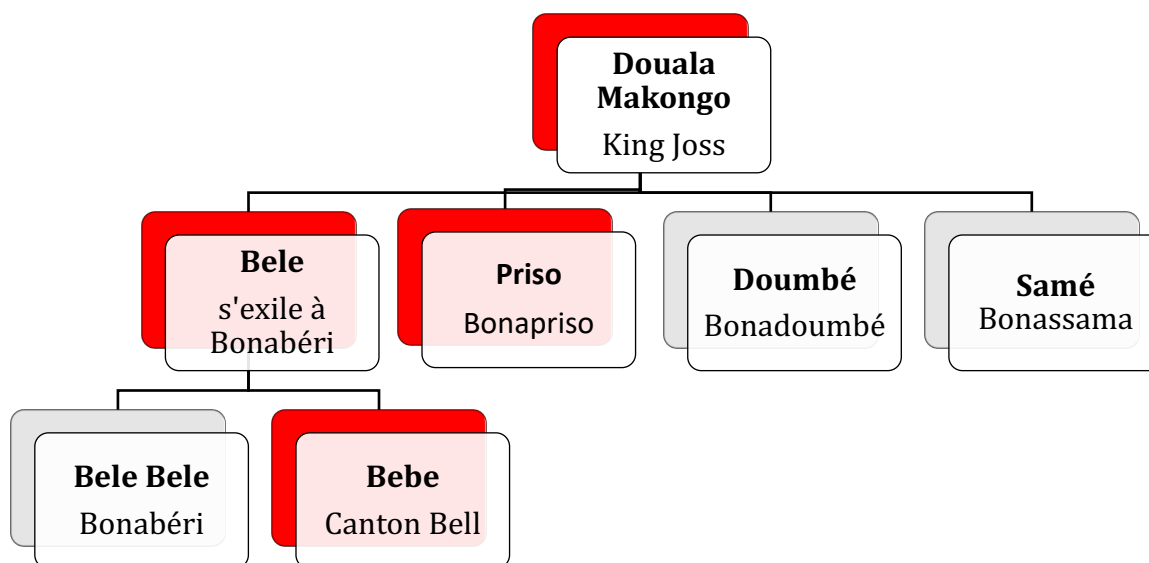 Douala
Makongo
King Joss
Bele
s'exile à
Bonabéri
Priso
Bonapriso
Doumbé
Bonadoumbé
Samé
Bonassama
Bele Bele
Bonabéri
Bebe
Canton Bell